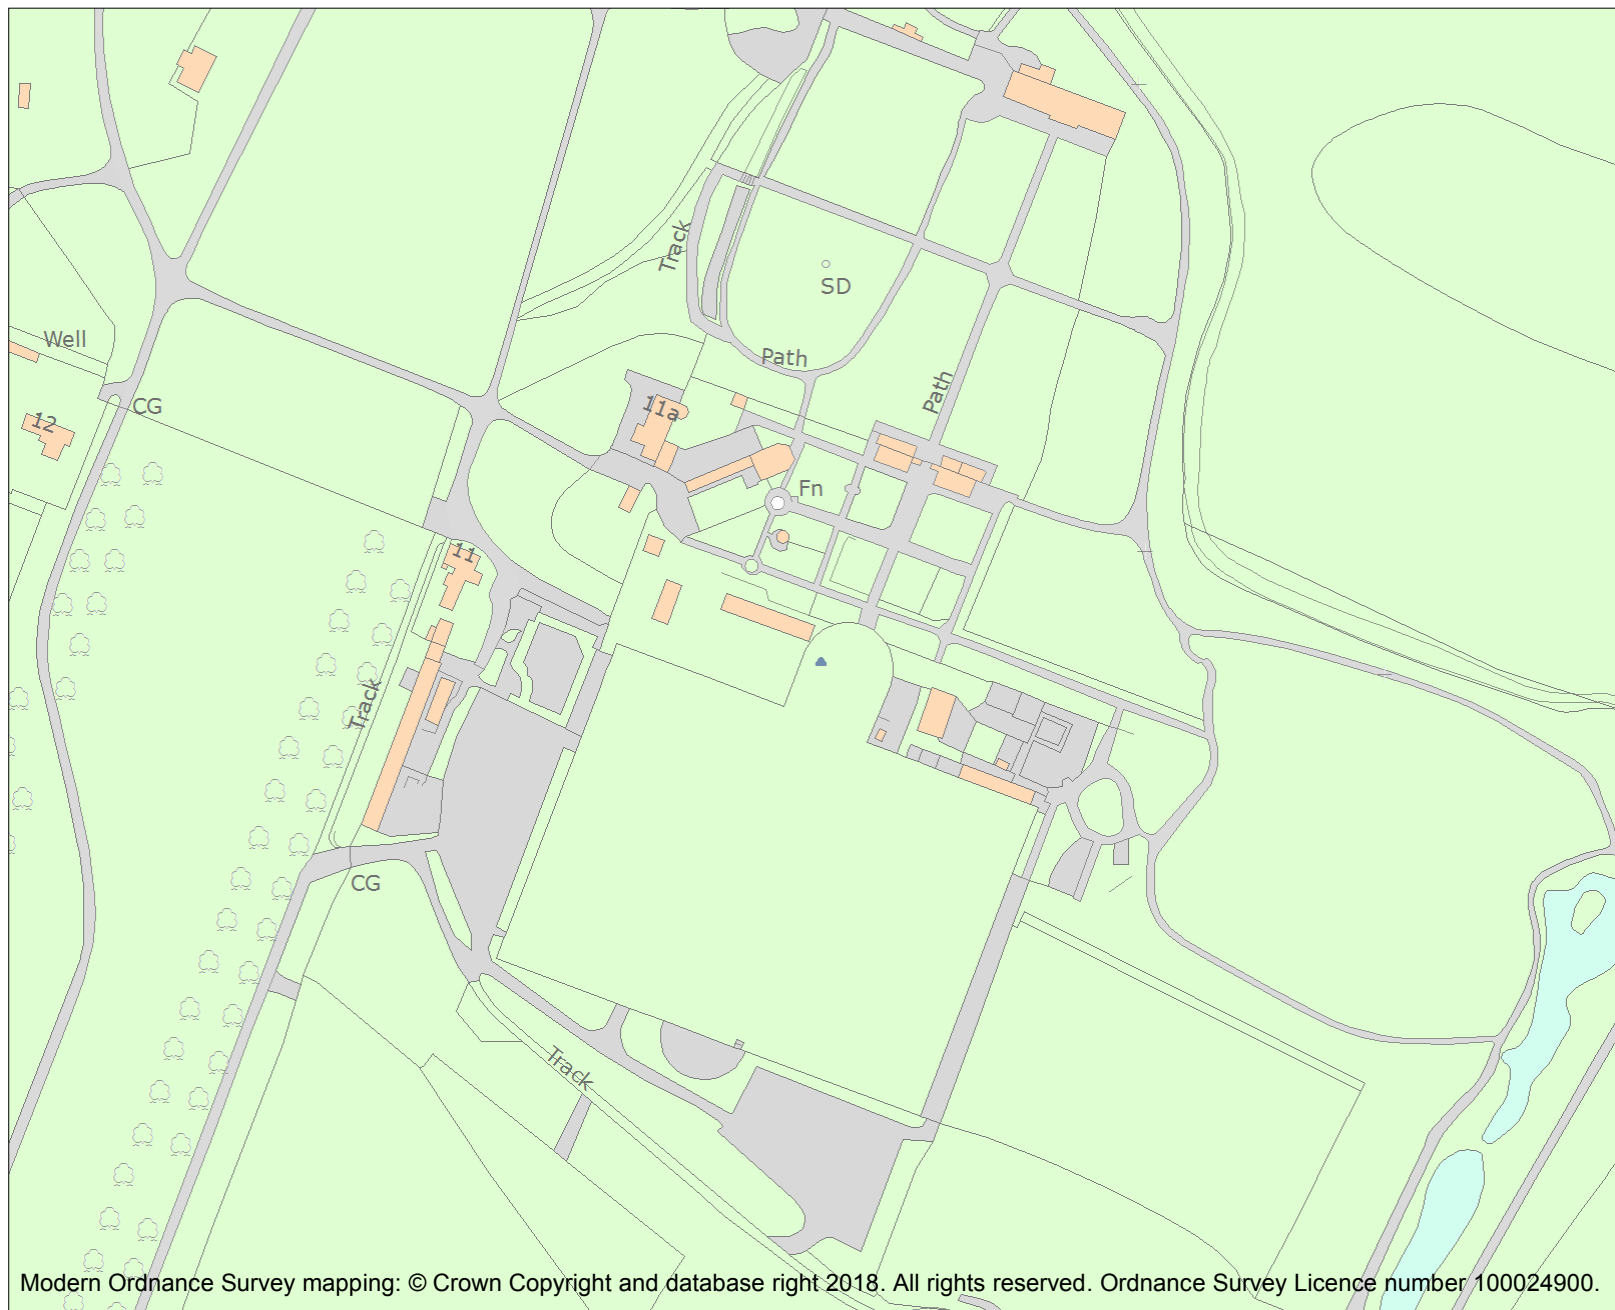 Track
SD
Well
Path
Path
CG
12
11a
Fn
11
Track
CG
Track
Modern Ordnance Survey mapping: © Crown Copyright and database right 2018. All rights reserved. Ordnance Survey Licence number 100024900.